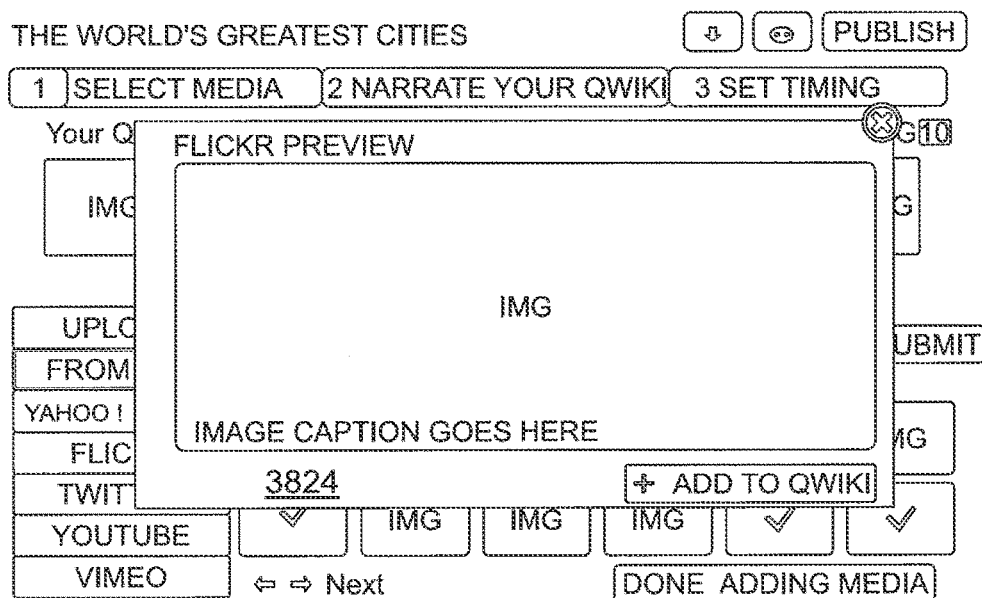 THE WORLD'S GREATEST CITIES PUBLISH
1 SELECT MEDIA 2 NARRATE YOUR QWIKI 3 SET TIMING
Your Q G 10
FLICKR PREVIEW
IMG
G
IMG
UPLO
UBMIT
FROM
YAHOO !
IMAGE CAPTION GOES HERE
MG
FLIC
TWIT
3824 + ADD TO QWIKI
YOUTUBE
IMG IMG IMG
VIMEO
⇦ ⇨ Next DONE ADDING MEDIA